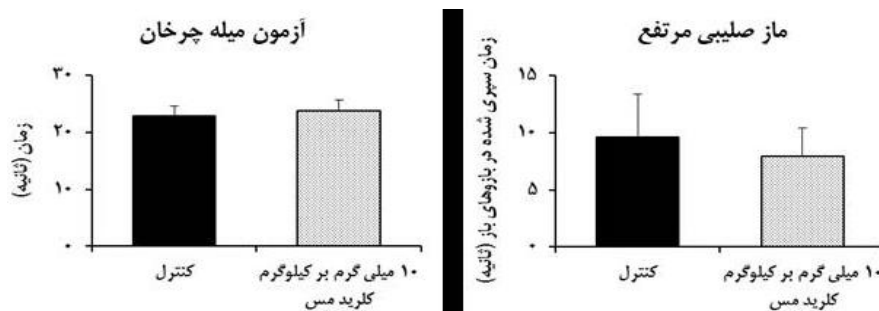 ماز صلیبی مرتفع
زمان سپری شده در بازوهای باز (ثانیه)
۱۵
۱۰
۵
۰
کنترل
۱۰ میلی گرم بر کیلوگرم
کلرید مس
آزمون میله چرخان
زمان (ثانیه)
۳۰
۲۰
۱۰
۰
کنترل
۱۰ میلی گرم بر کیلوگرم
کلرید مس